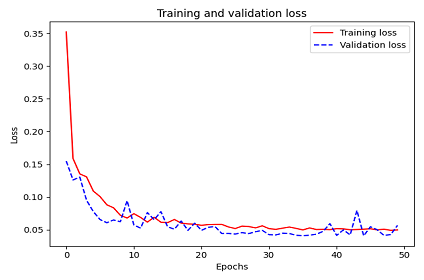 Training and validation loss
Training loss
Validation loss
Loss
0.35
0.30
0.25
0.20
0.15
0.10
0.05
0 10 20 30 40 50
Epochs